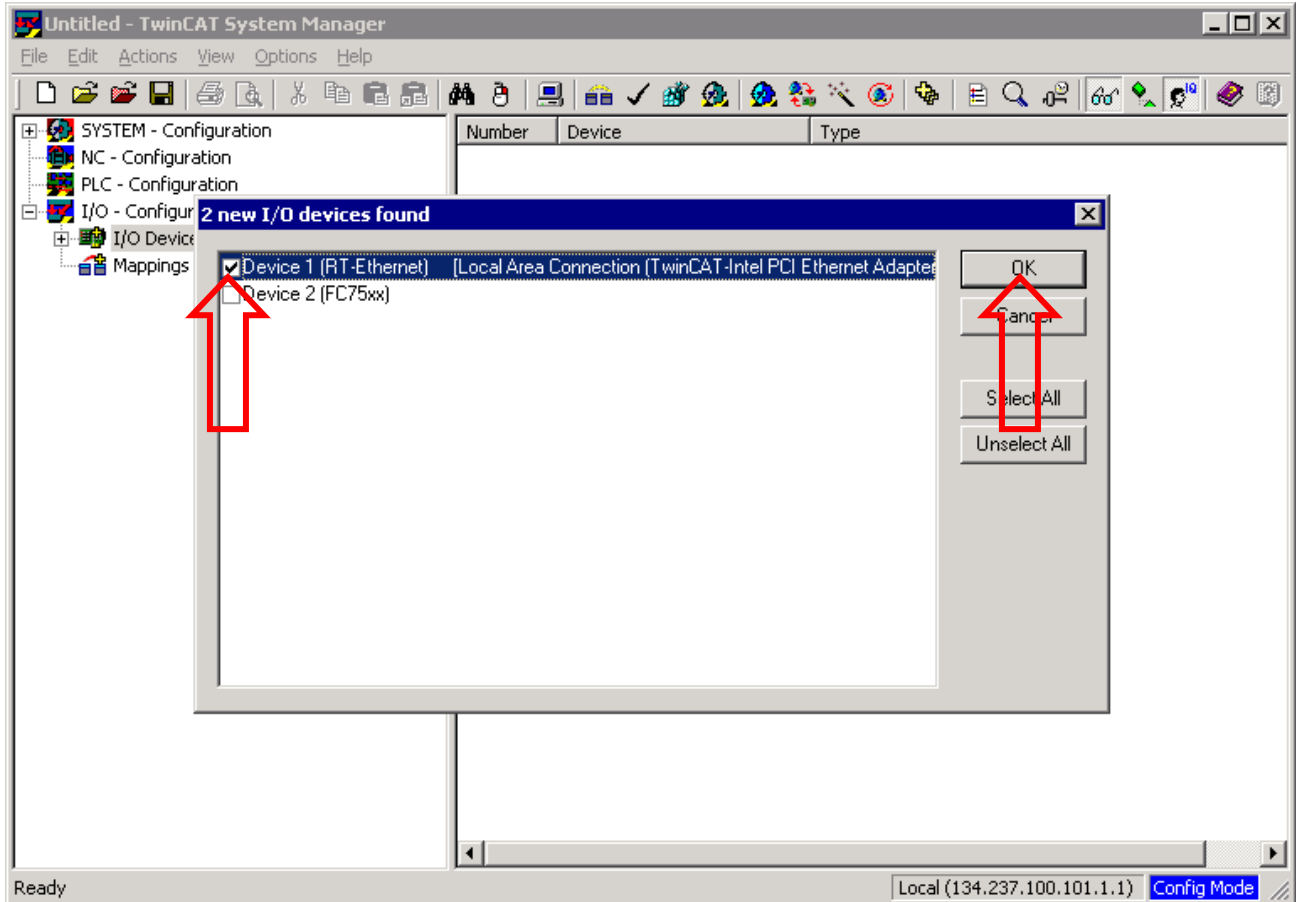 Untitled - TwinCAT System Manager
File Edit Actions View Options Help
SYSTEM - Configuration
NC - Configuration
PLC - Configuration
I/O - Configur
I/O Device
Mappings
Number Device Type
2 new I/O devices found
Device 1 (RT-Ethernet) [Local Area Connection (TwinCAT-Intel PCI Ethernet Adapter
Device 2 (FC75xx)
OK
Cancel
Select All
Unselect All
Ready Local (134.237.100.101.1.1) Config Mode